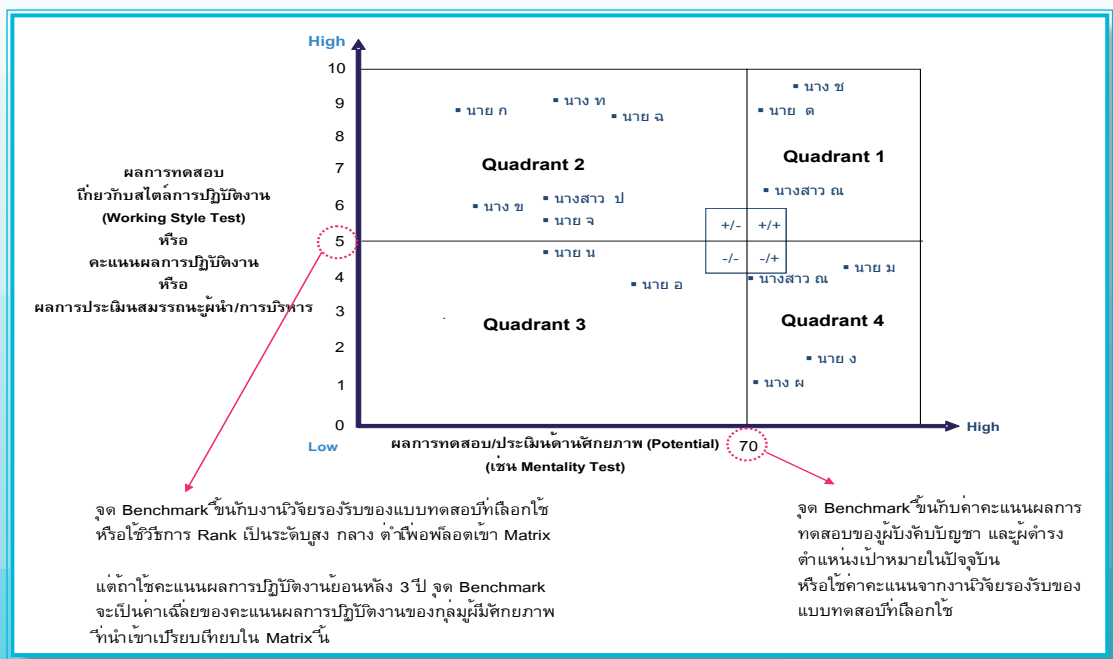 High
10
9
8
7
6
5
4
3
2
1
0
Low
ผลการทดสอบ
เกี่ยวกับสไตล์การปฏิบัติงาน
(Working Style Test)
หรือ
คะแนนผลการปฏิบัติงาน
หรือ
ผลการประเมินสมรรถนะผู้นำ/การบริหาร
▪ นาย ก
▪ นาง ท
▪ นาย ฉ
Quadrant 2
▪ นาง ข
▪ นางสาว ป
▪ นาย จ
▪ นาง ช
▪ นาย ด
Quadrant 1
▪ นางสาว ณ
+/- +/+
-/- -/+
▪ นาย น
▪ นาย อ
Quadrant 3
▪ นาย ม
▪ นางสาว ณ
Quadrant 4
▪ นาย ง
▪ นาง ผ
High
ผลการทดสอบ/ประเมินด้านศักยภาพ (Potential)
(เช่น Mentality Test)
70
จุด Benchmark ขึ้นกับงานวิจัยรองรับของแบบทดสอบที่เลือกใช้
หรือใช้วิธีการ Rank เป็นระดับสูง กลาง ต่ำเพื่อพล็อตเข้า Matrix
แต่ถ้าใช้คะแนนผลการปฏิบัติงานย้อนหลัง 3 ปี จุด Benchmark
จะเป็นค่าเฉลี่ยของคะแนนผลการปฏิบัติงานของกลุ่มผู้มีศักยภาพ
ที่นำเข้าเปรียบเทียบใน Matrix นี้
จุด Benchmark ขึ้นกับค่าคะแนนผลการ
ทดสอบของผู้บังคับบัญชา และผู้ดำรง
ตำแหน่งเป้าหมายในปัจจุบัน
หรือใช้ค่าคะแนนจากงานวิจัยรองรับของ
แบบทดสอบที่เลือกใช้